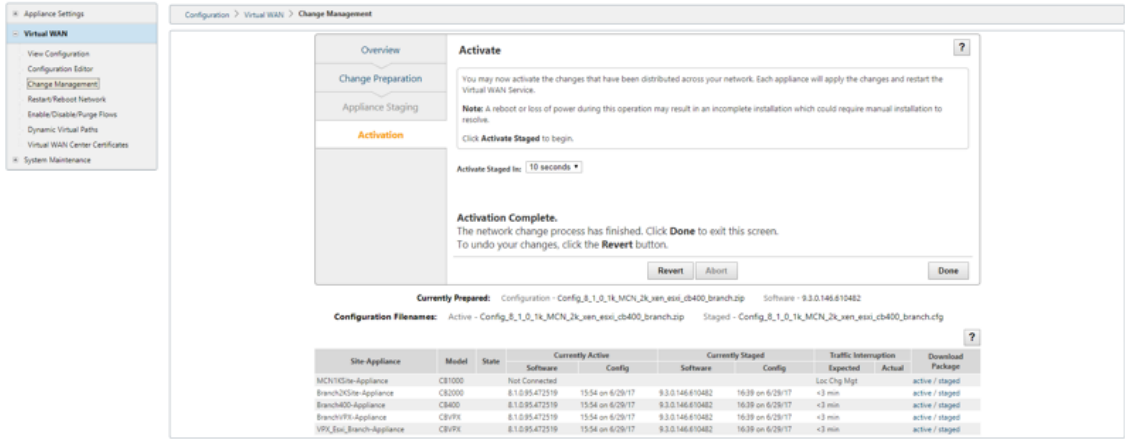 Appliance Settings
Virtual WAN
View Configuration
Configuration Editor
Change Management
Restart/Reboot Network
Enable/Disable/Purge Flows
Dynamic Virtual Paths
Virtual WAN Center Certificates
System Maintenance
Configuration > Virtual WAN > Change Management
Overview
Change Preparation
Appliance Staging
Activation
Activate
?
You may now activate the changes that have been distributed across your network. Each appliance will apply the changes and restart the
Virtual WAN Service.
Note: A reboot or loss of power during this operation may result in an incomplete installation which could require manual installation to
resolve.
Click Activate Staged to begin.
Activate Staged In: 10 seconds
Activation Complete.
The network change process has finished. Click Done to exit this screen.
To undo your changes, click the Revert button.
Revert Abort Done
Currently Prepared: Configuration - Config_8_1_0_1k_MCN_2k_xen_esxi_cb400_branch.zip Software - 9.3.0.146.610482
Configuration Filenames: Active - Config_8_1_0_1k_MCN_2k_xen_esxi_cb400_branch.zip Staged - Config_8_1_0_1k_MCN_2k_xen_esxi_cb400_branch.cfg
?
Site-Appliance Model State Currently Active Currently Staged Traffic Interruption Download Package
Software Config Software Config Expected Actual
MCN1KSite-Appliance CB1000 Not Connected Loc Chg Mgt active / staged
Branch2KSite-Appliance CB2000 8.1.0.95.472519 15:54 on 6/29/17 9.3.0.146.610482 16:39 on 6/29/17 <3 min active / staged
Branch400-Appliance CB400 8.1.0.95.472519 15:54 on 6/29/17 9.3.0.146.610482 16:39 on 6/29/17 <3 min active / staged
BranchVPX-Appliance CBVPX 8.1.0.95.472519 15:54 on 6/29/17 9.3.0.146.610482 16:39 on 6/29/17 <3 min active / staged
VPX_Esxi_Branch-Appliance CBVPX 8.1.0.95.472519 15:54 on 6/29/17 9.3.0.146.610482 16:39 on 6/29/17 <3 min active / staged